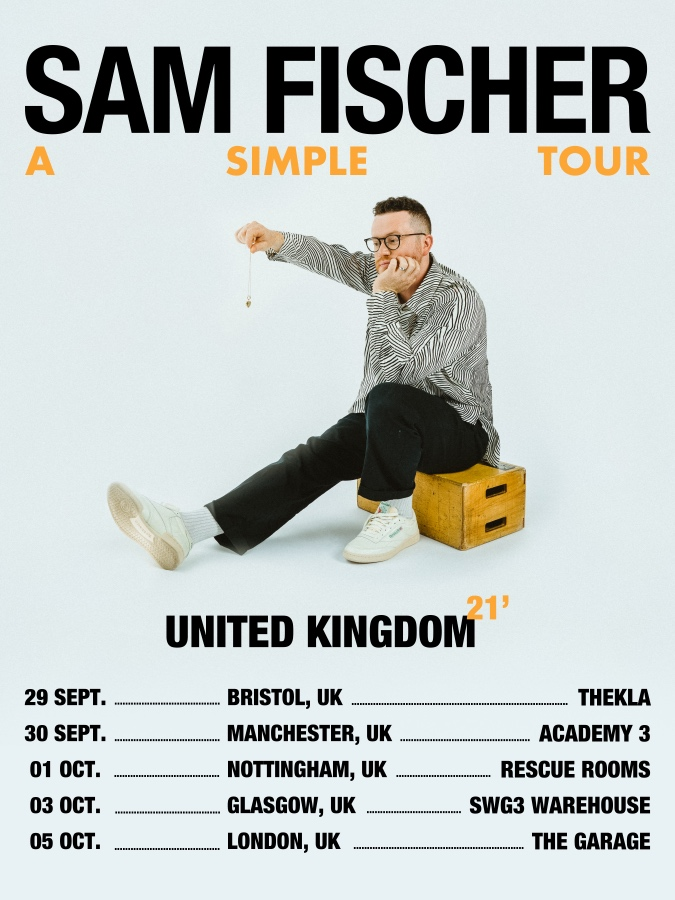 SAM FISCHER
A SIMPLE TOUR
21’
UNITED KINGDOM
29 SEPT. BRISTOL, UK THEKLA
30 SEPT. MANCHESTER, UK ACADEMY 3
01 OCT. NOTTINGHAM, UK RESCUE ROOMS
03 OCT. GLASGOW, UK SWG3 WAREHOUSE
05 OCT. LONDON, UK THE GARAGE